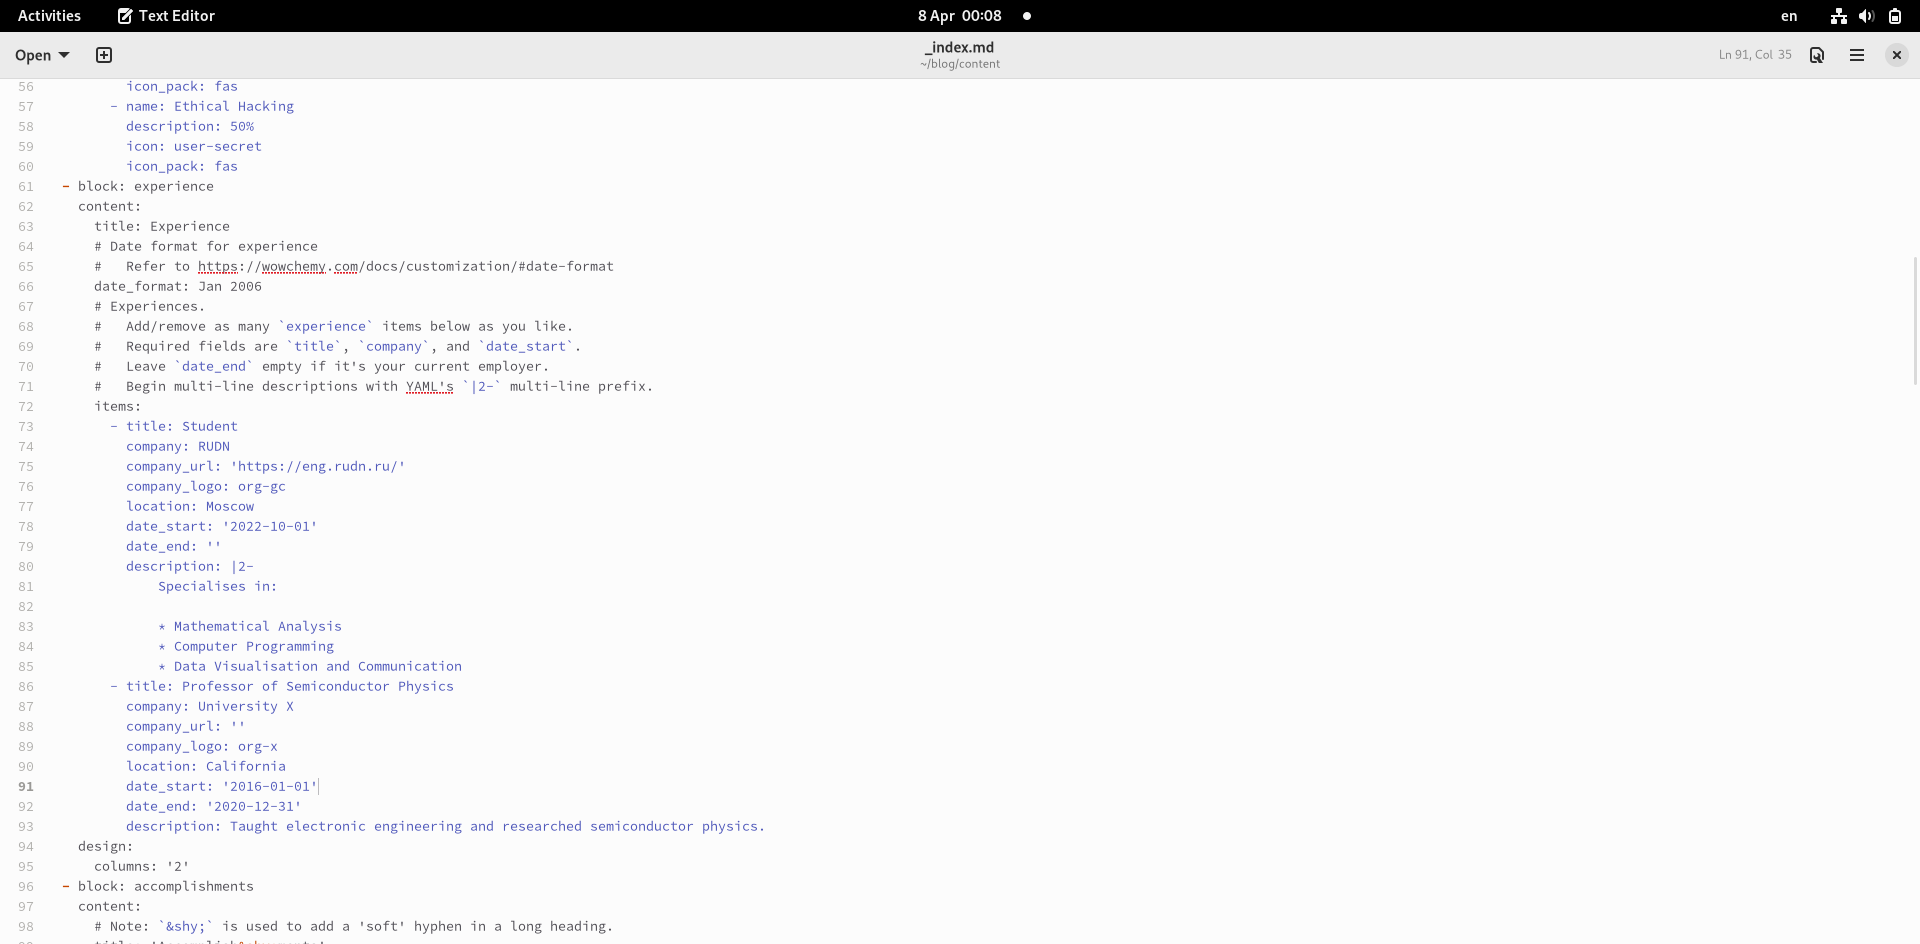 Activities Text Editor 8 Apr 00:08 en
Open _index.md Ln 91, Col 35
~/blog/content
56 icon_pack: fas
57 - name: Ethical Hacking
58 description: 50%
59 icon: user-secret
60 icon_pack: fas
61 - block: experience
62 content:
63 title: Experience
64 # Date format for experience
65 # Refer to https://wowchemy.com/docs/customization/#date-format
66 date_format: Jan 2006
67 # Experiences.
68 # Add/remove as many `experience` items below as you like.
69 # Required fields are `title`, `company`, and `date_start`.
70 # Leave `date_end` empty if it's your current employer.
71 # Begin multi-line descriptions with YAML's `|2-` multi-line prefix.
72 items:
73 - title: Student
74 company: RUDN
75 company_url: 'https://eng.rudn.ru/'
76 company_logo: org-gc
77 location: Moscow
78 date_start: '2022-10-01'
79 date_end: ''
80 description: |2-
81 Specialises in:
82
83 * Mathematical Analysis
84 * Computer Programming
85 * Data Visualisation and Communication
86 - title: Professor of Semiconductor Physics
87 company: University X
88 company_url: ''
89 company_logo: org-x
90 location: California
91 date_start: '2016-01-01'
92 date_end: '2020-12-31'
93 description: Taught electronic engineering and researched semiconductor physics.
94 design:
95 columns: '2'
96 - block: accomplishments
97 content:
98 # Note: `&shy;` is used to add a 'soft' hyphen in a long heading.